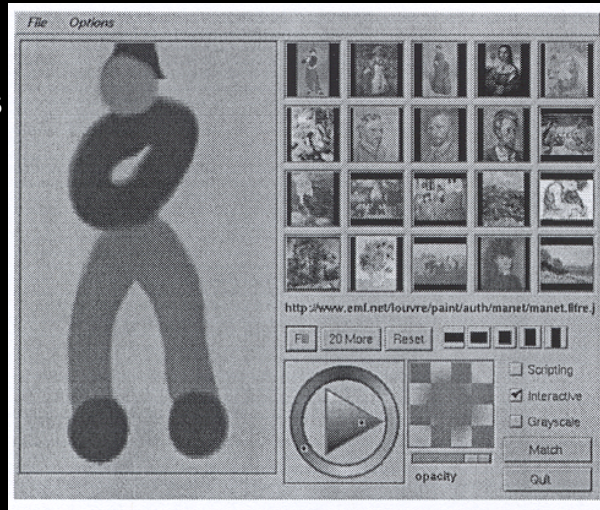 File Options
http://www.emf.net/louvre/paint/auth/manet/manet.fifre.j
Fill 20 More Reset
Scripting
Interactive
Grayscale
Match
opacity
Quit